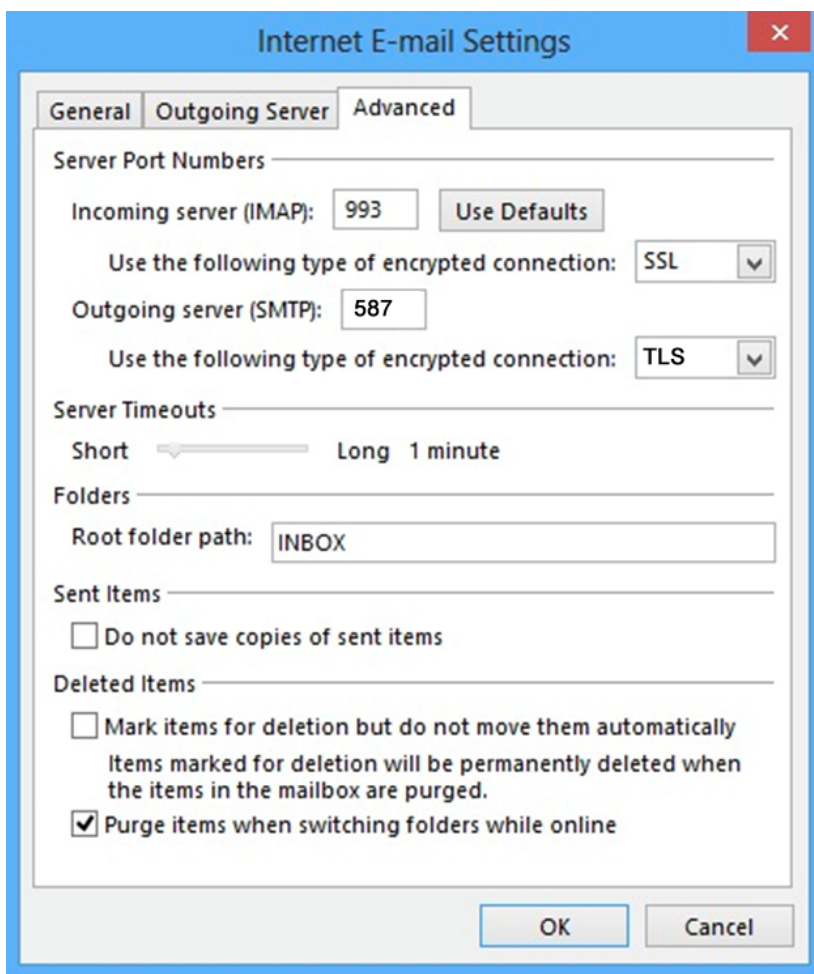 Internet E-mail Settings
General Outgoing Server Advanced
Server Port Numbers
Incoming server (IMAP): 993 Use Defaults
Use the following type of encrypted connection: SSL
Outgoing server (SMTP): 587
Use the following type of encrypted connection: TLS
Server Timeouts
Short Long 1 minute
Folders
Root folder path: INBOX
Sent Items
Do not save copies of sent items
Deleted Items
Mark items for deletion but do not move them automatically
Items marked for deletion will be permanently deleted when
the items in the mailbox are purged.
Purge items when switching folders while online
OK Cancel